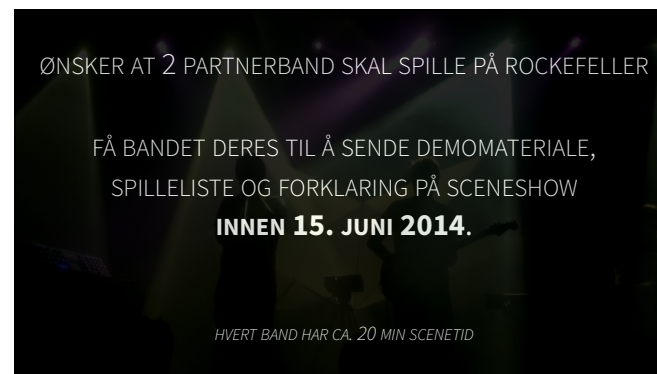 ØNSKER AT 2 PARTNERBAND SKAL SPILLE PÅ ROCKEFELLER
FÅ BANDET DERES TIL Å SENDE DEMOMATERIALE,
SPILLELISTE OG FORKLARING PÅ SCENESHOW
INNEN 15. JUNI 2014.
HVERT BAND HAR CA. 20 MIN SCENETID